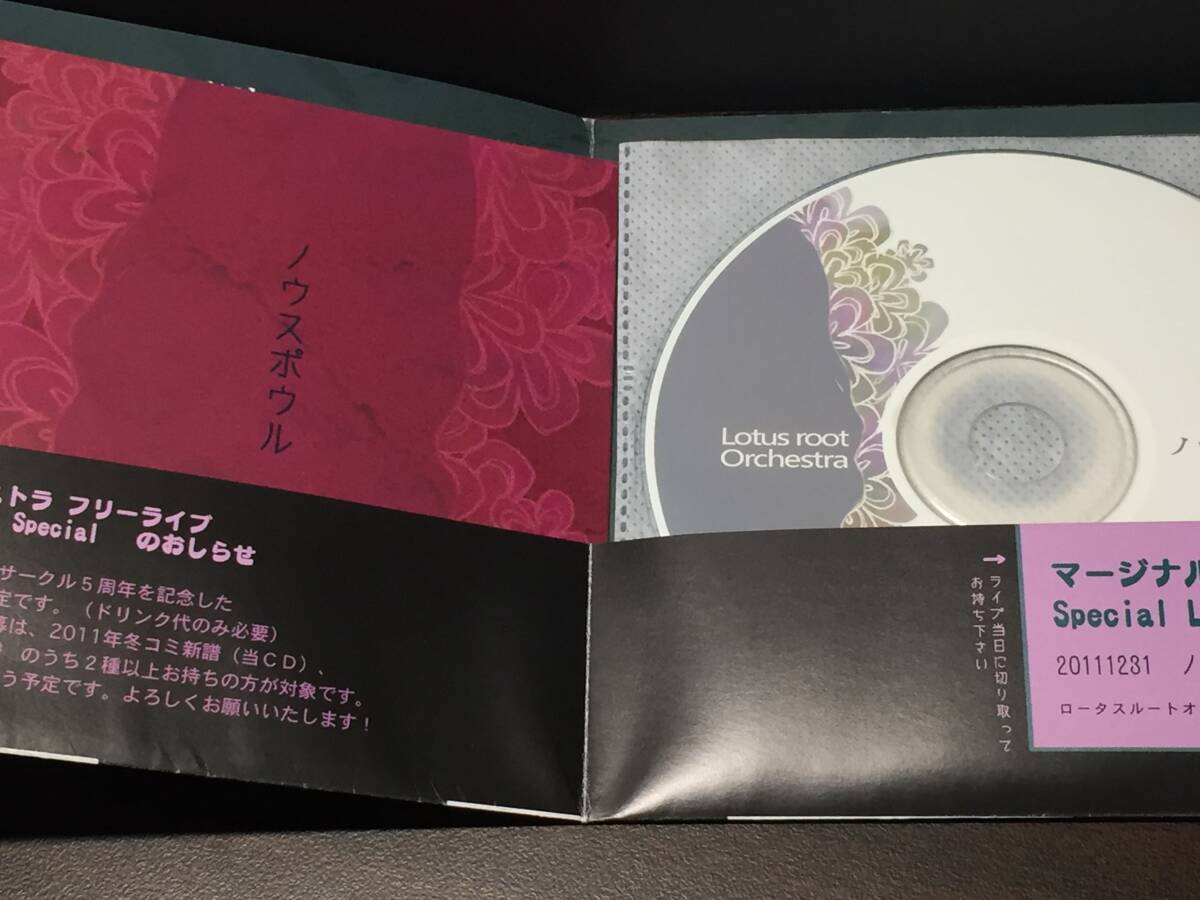 ノウスポウル
トラ フリーライブ
Special のおしらせ
サークル５周年を記念した
定です。（ドリンク代のみ必要）
は、2011年冬コミ新譜（当ＣＤ）、
のうち２種以上お持ちの方が対象です。
う予定です。よろしくお願いいたします！
Lotus root
Orchestra
ノ
→ライブ当日に切り取って
お持ち下さい
マージナル
Special L
20111231 ノ
ロータスルートオ